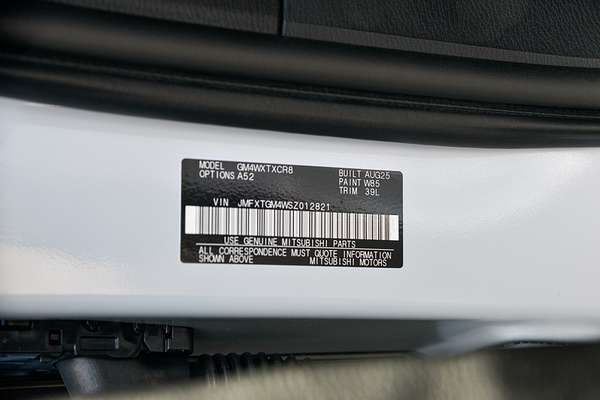 MODEL GM4WXTXCR8 BUILT AUG25
OPTIONS A52 PAINT W85
TRIM 39L
VIN JMFXTGM4WSZ012821
USE GENUINE MITSUBISHI PARTS
ALL CORRESPONDENCE MUST QUOTE INFORMATION
SHOWN ABOVE MITSUBISHI MOTORS